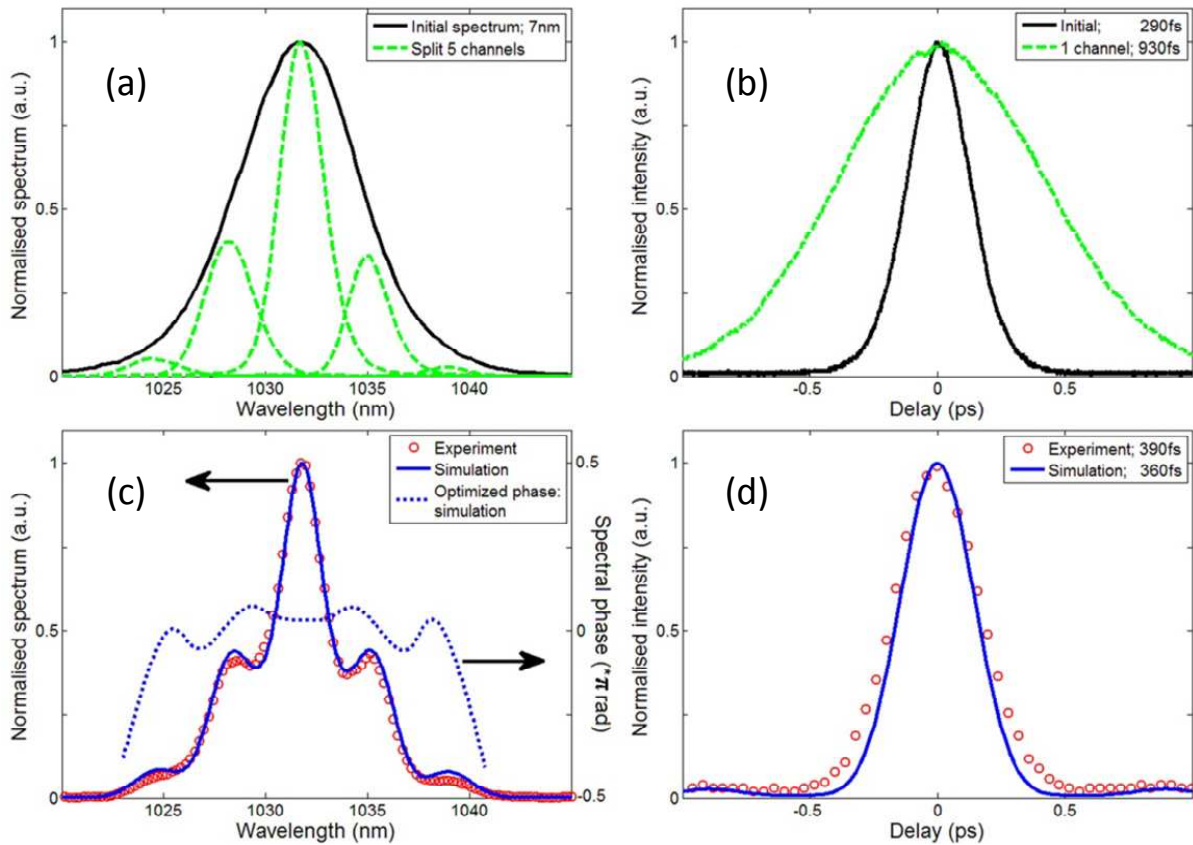 (a)
Initial spectrum; 7nm
Split 5 channels
Normalised spectrum (a.u.)
1
0.5
0
1025
1030
1035
1040
Wavelength (nm)
(b)
Initial; 290fs
1 channel; 930fs
Normalised intensity (a.u.)
1
0.5
0
-0.5
0
0.5
Delay (ps)
(c)
Experiment
Simulation
Optimized phase:
simulation
Normalised spectrum (a.u.)
1
0.5
0
0.5
0
-0.5
Spectral phase (*π rad)
1025
1030
1035
1040
Wavelength (nm)
(d)
Experiment; 390fs
Simulation; 360fs
Normalised intensity (a.u.)
1
0.5
0
-0.5
0
0.5
Delay (ps)